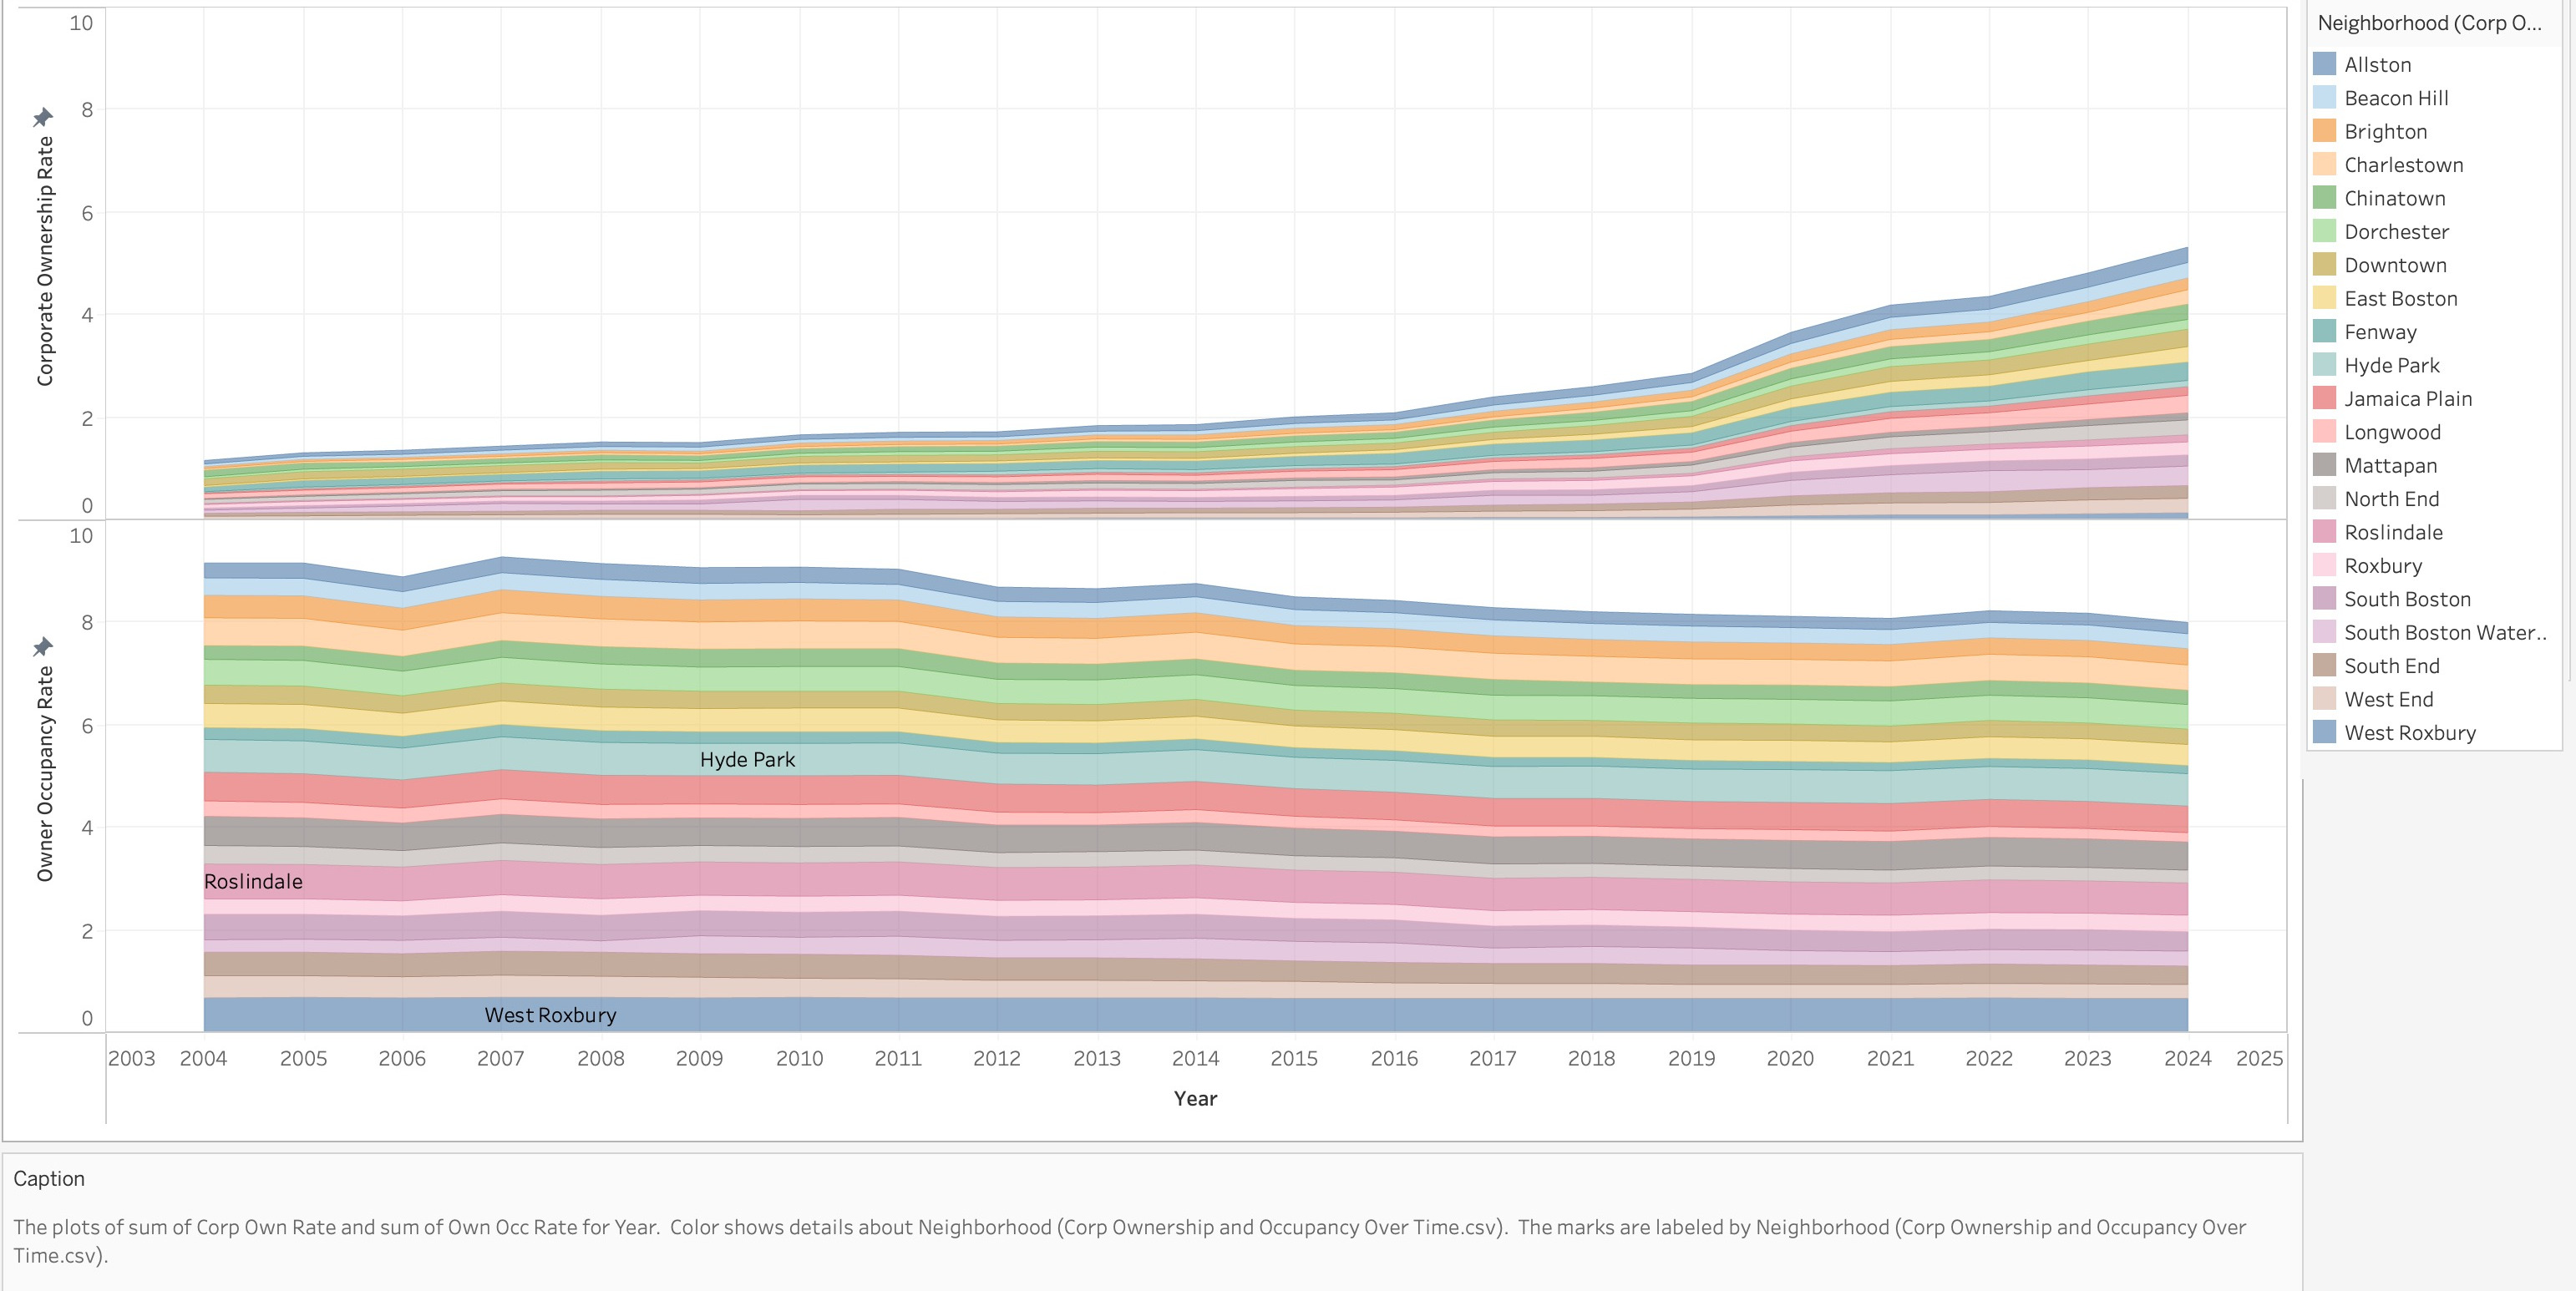 10
8
6
4
2
0
Corporate Ownership Rate
10
8
6
4
2
0
Owner Occupancy Rate
Hyde Park
Roslindale
West Roxbury
2003 2004 2005 2006 2007 2008 2009 2010 2011 2012 2013 2014 2015 2016 2017 2018 2019 2020 2021 2022 2023 2024 2025
Year
Neighborhood (Corp O...
Allston
Beacon Hill
Brighton
Charlestown
Chinatown
Dorchester
Downtown
East Boston
Fenway
Hyde Park
Jamaica Plain
Longwood
Mattapan
North End
Roslindale
Roxbury
South Boston
South Boston Water..
South End
West End
West Roxbury
Caption
The plots of sum of Corp Own Rate and sum of Own Occ Rate for Year.  Color shows details about Neighborhood (Corp Ownership and Occupancy Over Time.csv).  The marks are labeled by Neighborhood (Corp Ownership and Occupancy Over
Time.csv).